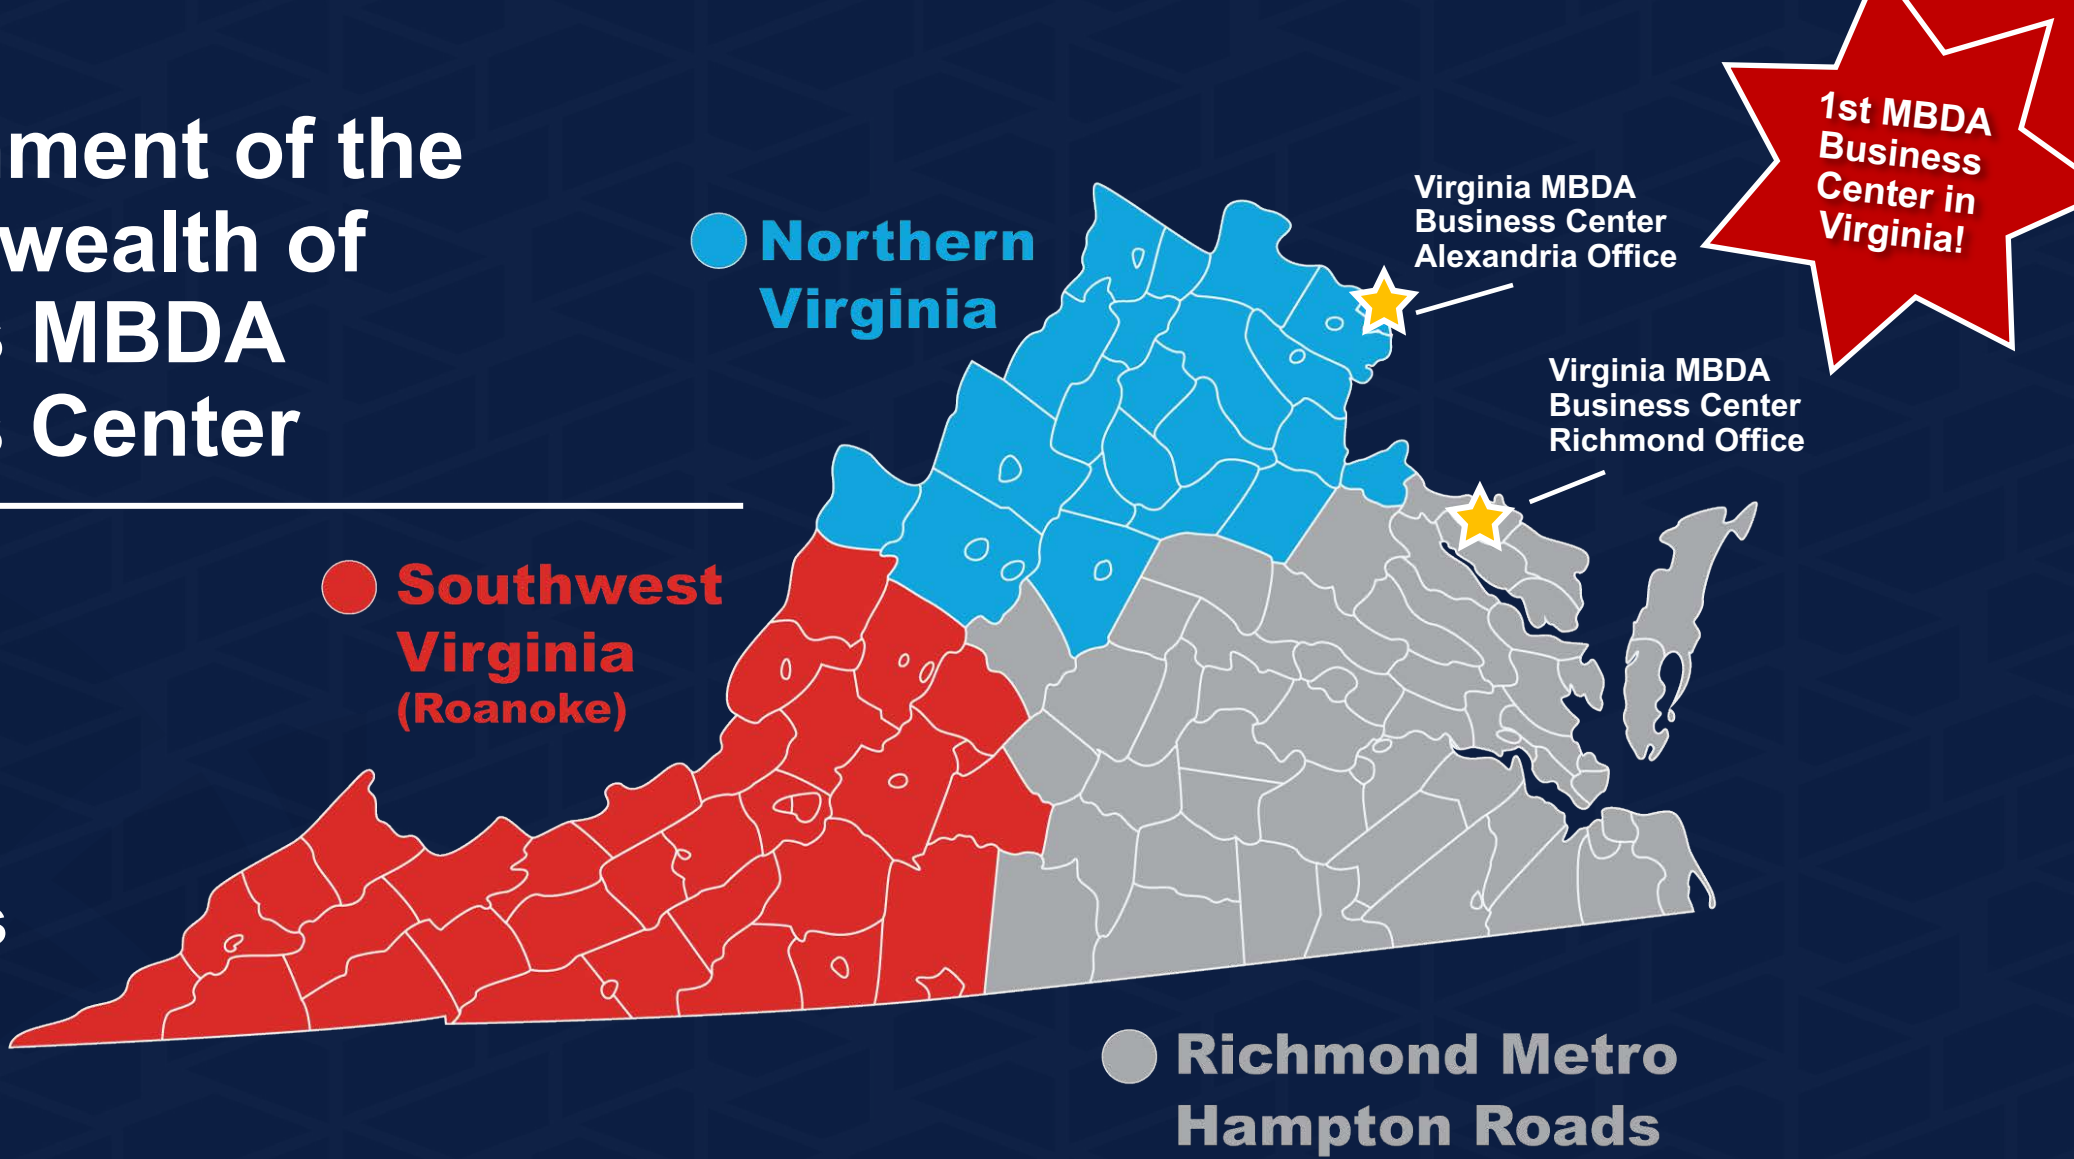 nment of the
wealth of
s MBDA
s Center
s
Northern
Virginia
Southwest
Virginia
(Roanoke)
Virginia MBDA
Business Center
Alexandria Office
Virginia MBDA
Business Center
Richmond Office
1st MBDA
Business
Center in
Virginia!
Richmond Metro
Hampton Roads